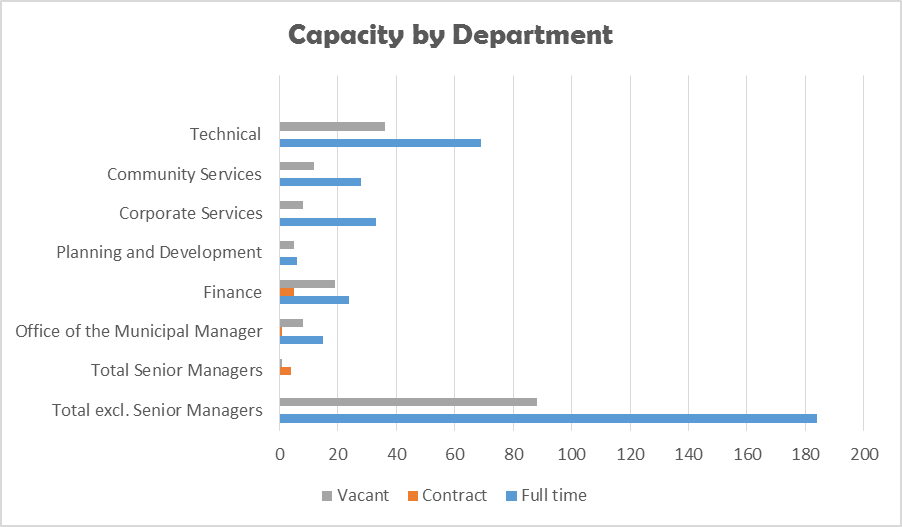 Capacity by Department
Technical
Community Services
Corporate Services
Planning and Development
Finance
Office of the Municipal Manager
Total Senior Managers
Total excl. Senior Managers
0 20 40 60 80 100 120 140 160 180 200
Vacant Contract Full time